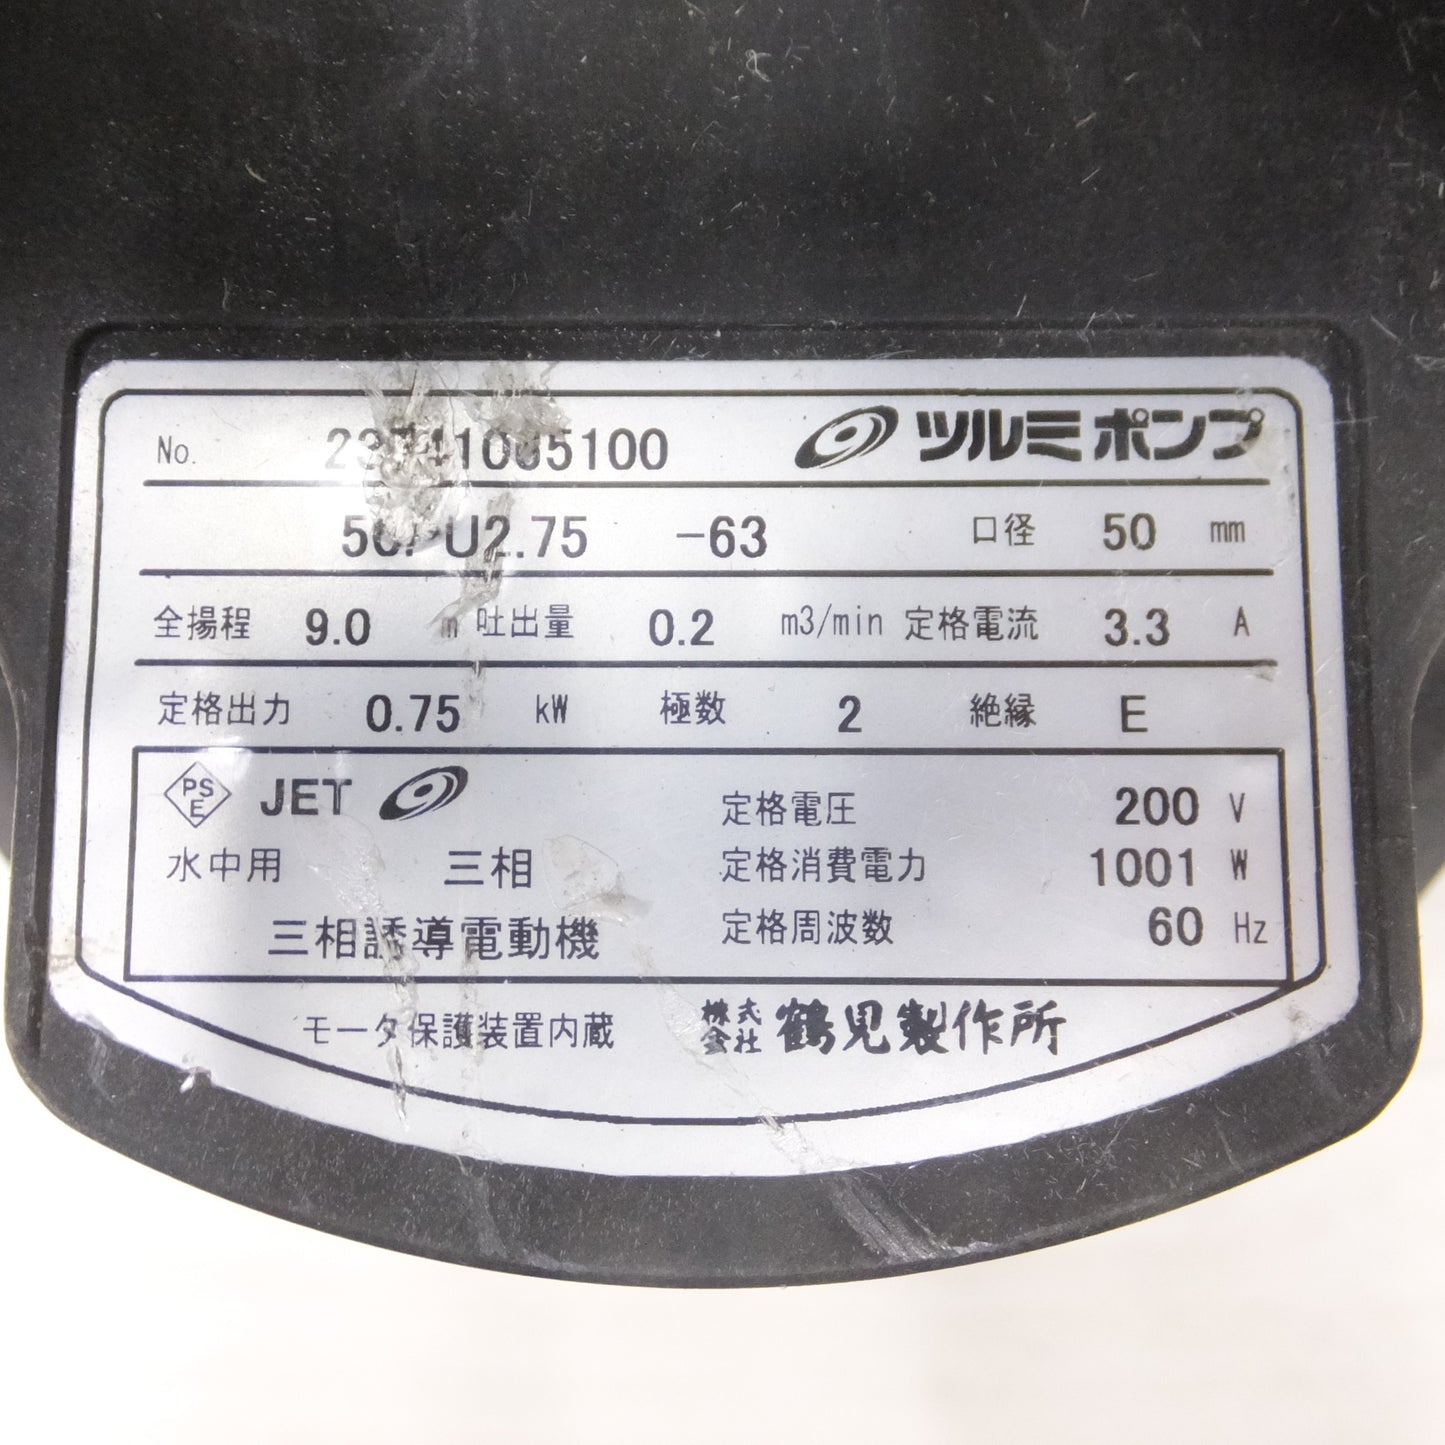 No. ツルミポンプ
-63 口径 50 mm
全揚程 9.0 m 吐出量 0.2 m3/min 定格電流 3.3 A
定格出力 0.75 kW 極数 2 絶縁 E
PSE JET 定格電圧 200 V
水中用 三相 定格消費電力 1001 W
三相誘導電動機 定格周波数 60 Hz
モータ保護装置内蔵 株式会社 鶴見製作所